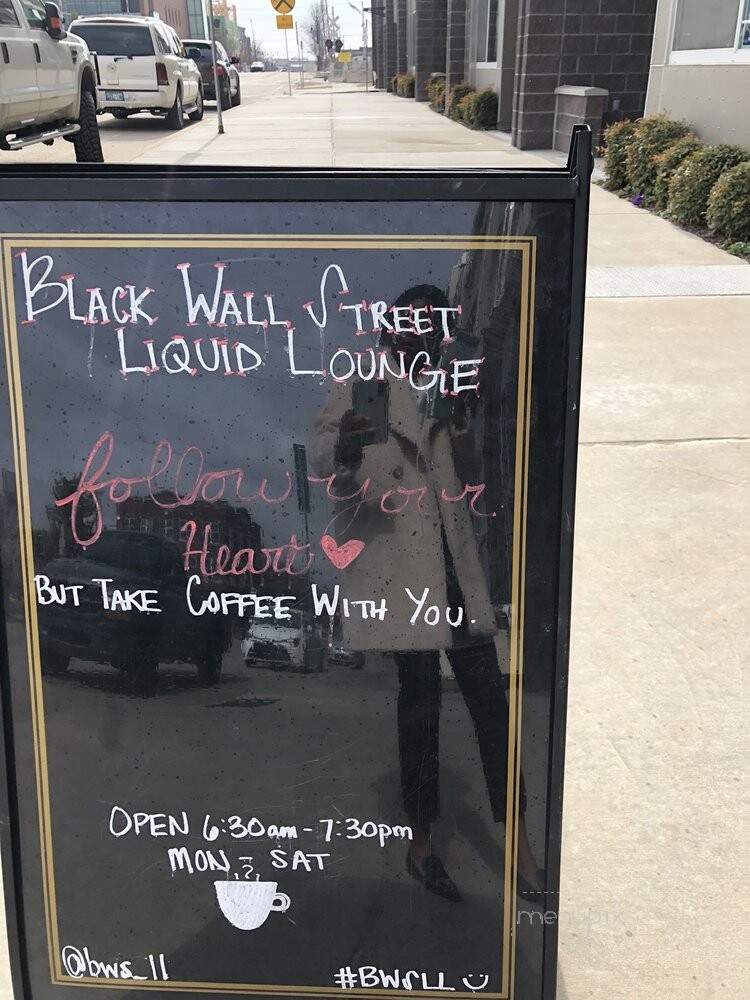 BLACK WALL STREET
LIQUID LOUNGE
follow your
Heart
BUT TAKE COFFEE WITH YOU.
OPEN 6:30am - 7:30pm
MON - SAT
@bws_ll
#BWSLL